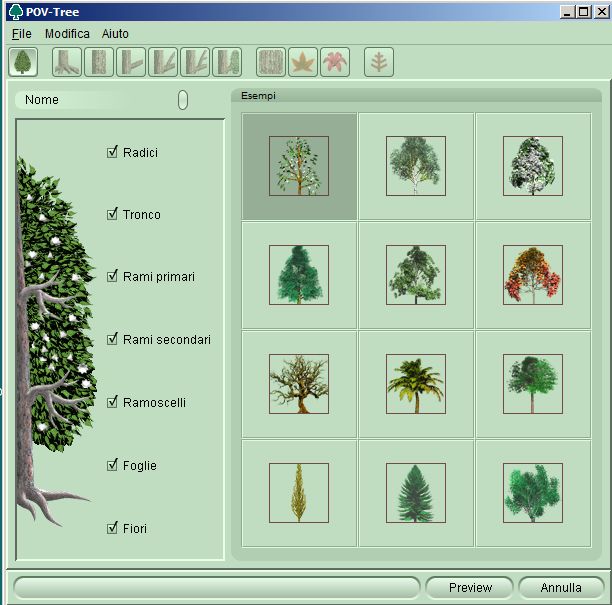 POV-Tree
File Modifica Aiuto
Nome
Esempi
Radici
Tronco
Rami primari
Rami secondari
Ramoscelli
Foglie
Fiori
Preview Annulla